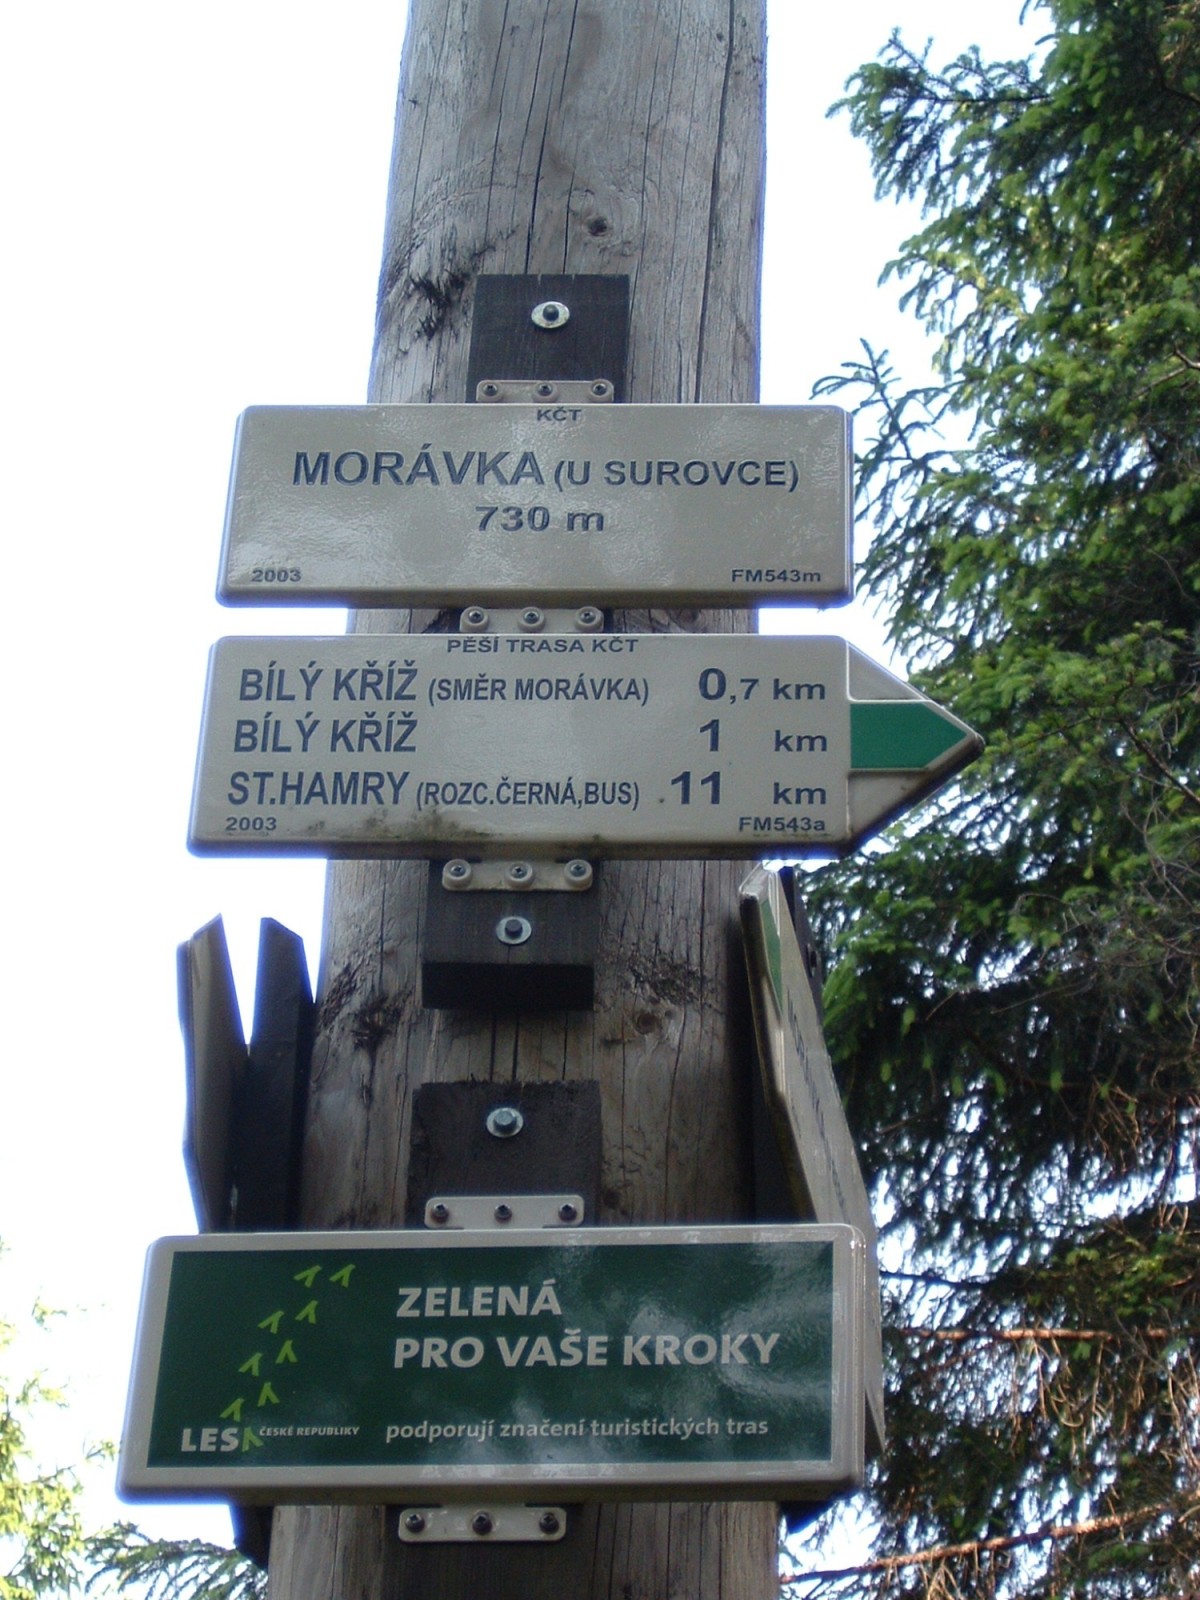 KČT
MORÁVKA (U SUROVCE)
730 m
2003 FM543m
PĚŠÍ TRASA KČT
BÍLÝ KŘÍŽ (SMĚR MORÁVKA) 0,7 km
BÍLÝ KŘÍŽ 1 km
ST.HAMRY (ROZC.ČERNÁ,BUS) 11 km
2003 FM543a
ZELENÁ
PRO VAŠE KROKY
LESY ČESKÉ REPUBLIKY podporují značení turistických tras